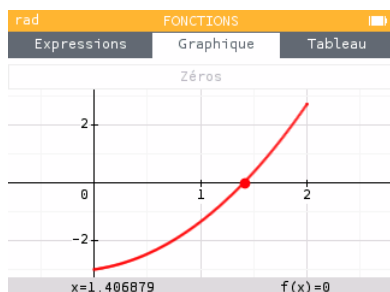 rad FONCTIONS
Expressions Graphique Tableau
Zéros
2
0 1 2
-2
x=1.406879 f(x)=0